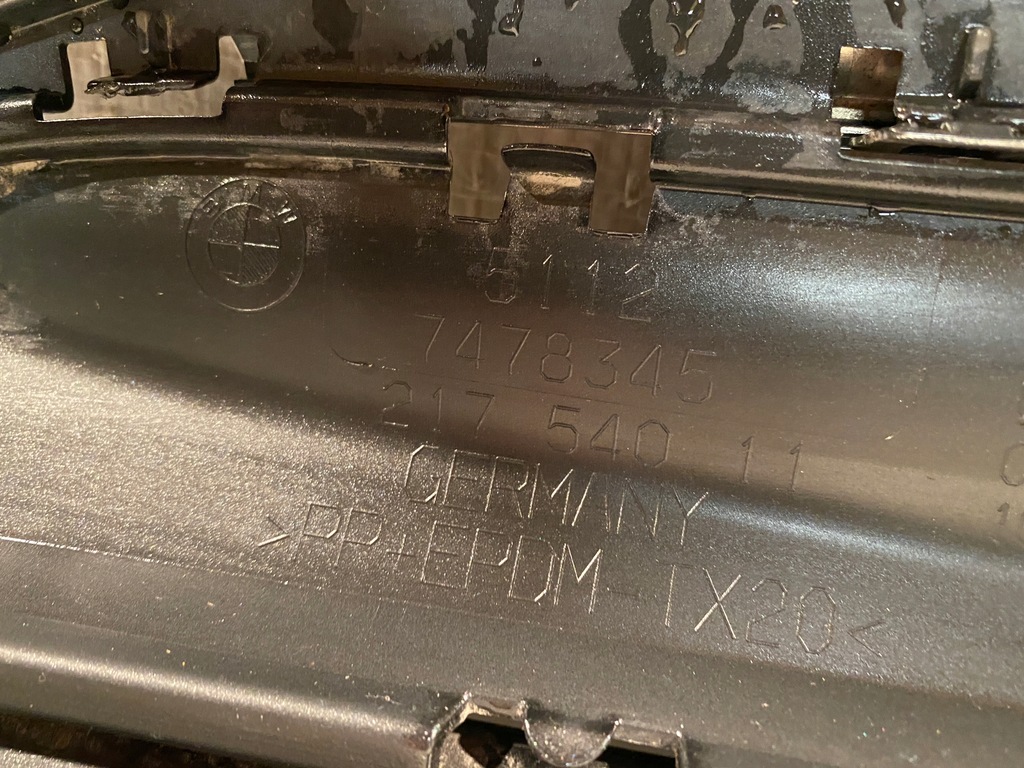 BMW
5112
7478345
217 540 11
GERMANY
>PP+EPDM-TX20<